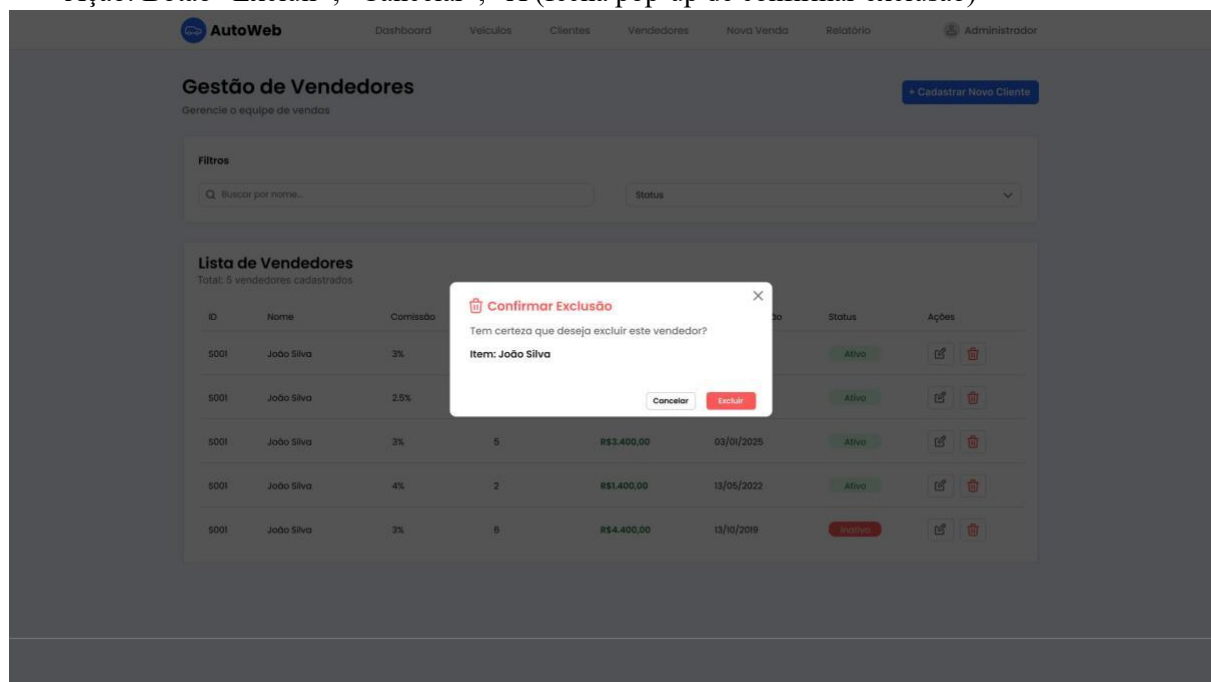 AutoWeb Dashboard Veículos Clientes Vendedores Nova Venda Relatório Administrador
Gestão de Vendedores
+ Cadastrar Novo Cliente
Gerencie a equipe de vendas
Filtros
Buscar por nome... Status
Lista de Vendedores
Total: 5 vendedores cadastrados
Confirmar Exclusão
ID Nome Comissão Status Ações
Tem certeza que deseja excluir este vendedor?
S001 João Silva 3% Ativo
Item: João Silva
S001 João Silva 2.5% Ativo
Cancelar Excluir
S001 João Silva 3% 5 R$3.400,00 03/01/2025 Ativo
S001 João Silva 4% 2 R$1.400,00 13/05/2022 Ativo
S001 João Silva 3% 6 R$4.400,00 13/10/2019 Inativo